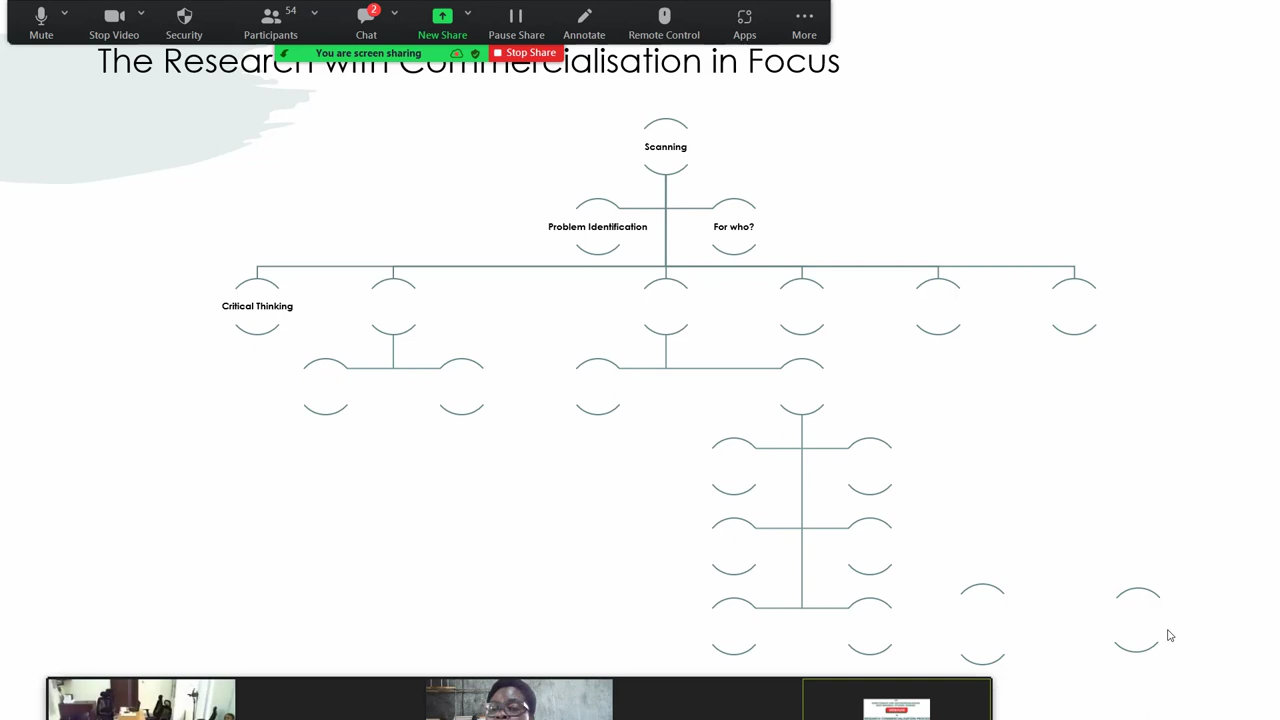 54
2
Mute
Stop Video
Security
Participants
Chat
New Share
Pause Share
Annotate
Remote Control
Apps
More
You are screen sharing
Stop Share
The Research with Commercialisation in Focus
Scanning
Problem Identification
For who?
Critical Thinking